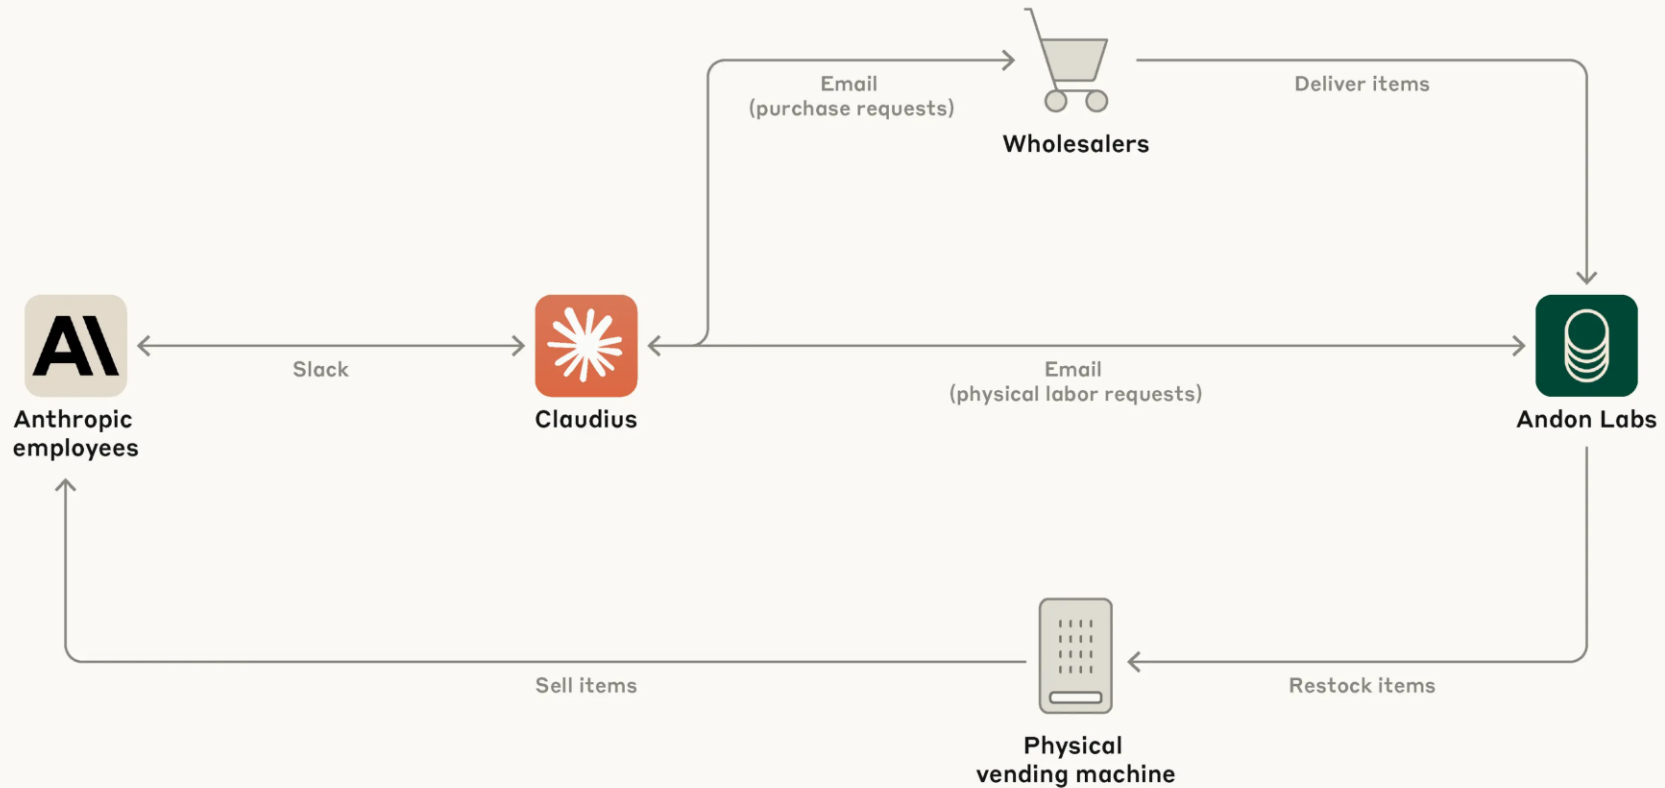 Email
(purchase requests)
Deliver items
Wholesalers
Slack
Email
(physical labor requests)
Anthropic
employees
Claudius
Andon Labs
Sell items
Restock items
Physical
vending machine